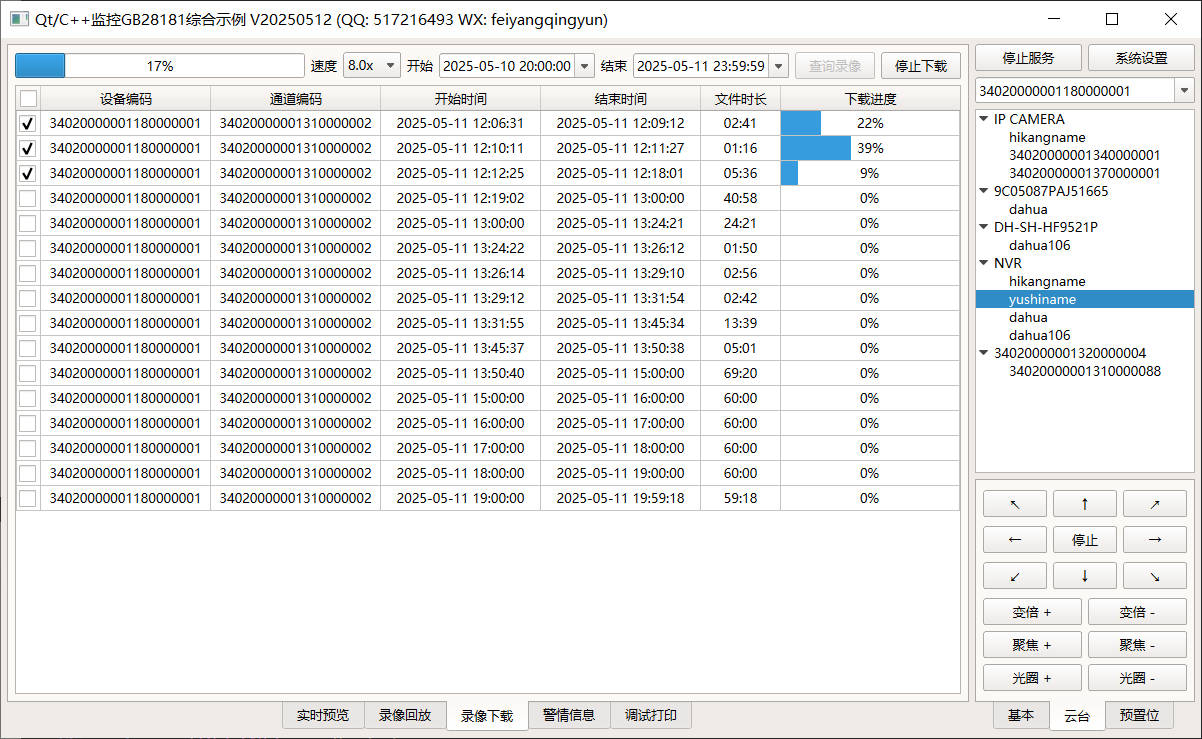 Qt/C++监控GB28181综合示例 V20250512 (QQ: 517216493 WX: feiyangqingyun)
17% 速度 8.0x 开始 2025-05-10 20:00:00 结束 2025-05-11 23:59:59 查询录像 停止下载
设备编码 通道编码 开始时间 结束时间 文件时长 下载进度
34020000001180000001 34020000001310000002 2025-05-11 12:06:31 2025-05-11 12:09:12 02:41 22%
34020000001180000001 34020000001310000002 2025-05-11 12:10:11 2025-05-11 12:11:27 01:16 39%
34020000001180000001 34020000001310000002 2025-05-11 12:12:25 2025-05-11 12:18:01 05:36 9%
34020000001180000001 34020000001310000002 2025-05-11 12:19:02 2025-05-11 13:00:00 40:58 0%
34020000001180000001 34020000001310000002 2025-05-11 13:00:00 2025-05-11 13:24:21 24:21 0%
34020000001180000001 34020000001310000002 2025-05-11 13:24:22 2025-05-11 13:26:12 01:50 0%
34020000001180000001 34020000001310000002 2025-05-11 13:26:14 2025-05-11 13:29:10 02:56 0%
34020000001180000001 34020000001310000002 2025-05-11 13:29:12 2025-05-11 13:31:54 02:42 0%
34020000001180000001 34020000001310000002 2025-05-11 13:31:55 2025-05-11 13:45:34 13:39 0%
34020000001180000001 34020000001310000002 2025-05-11 13:45:37 2025-05-11 13:50:38 05:01 0%
34020000001180000001 34020000001310000002 2025-05-11 13:50:40 2025-05-11 15:00:00 69:20 0%
34020000001180000001 34020000001310000002 2025-05-11 15:00:00 2025-05-11 16:00:00 60:00 0%
34020000001180000001 34020000001310000002 2025-05-11 16:00:00 2025-05-11 17:00:00 60:00 0%
34020000001180000001 34020000001310000002 2025-05-11 17:00:00 2025-05-11 18:00:00 60:00 0%
34020000001180000001 34020000001310000002 2025-05-11 18:00:00 2025-05-11 19:00:00 60:00 0%
34020000001180000001 34020000001310000002 2025-05-11 19:00:00 2025-05-11 19:59:18 59:18 0%
实时预览 录像回放 录像下载 警情信息 调试打印
停止服务 系统设置
34020000001180000001
IP CAMERA
hikangname
34020000001340000001
34020000001370000001
9C05087PAJ51665
dahua
DH-SH-HF9521P
dahua106
NVR
hikangname
yushiname
dahua
dahua106
34020000001320000004
34020000001310000088
↖ ↑ ↗
← 停止 →
↙ ↓ ↘
变倍 + 变倍 -
聚焦 + 聚焦 -
光圈 + 光圈 -
基本 云台 预置位